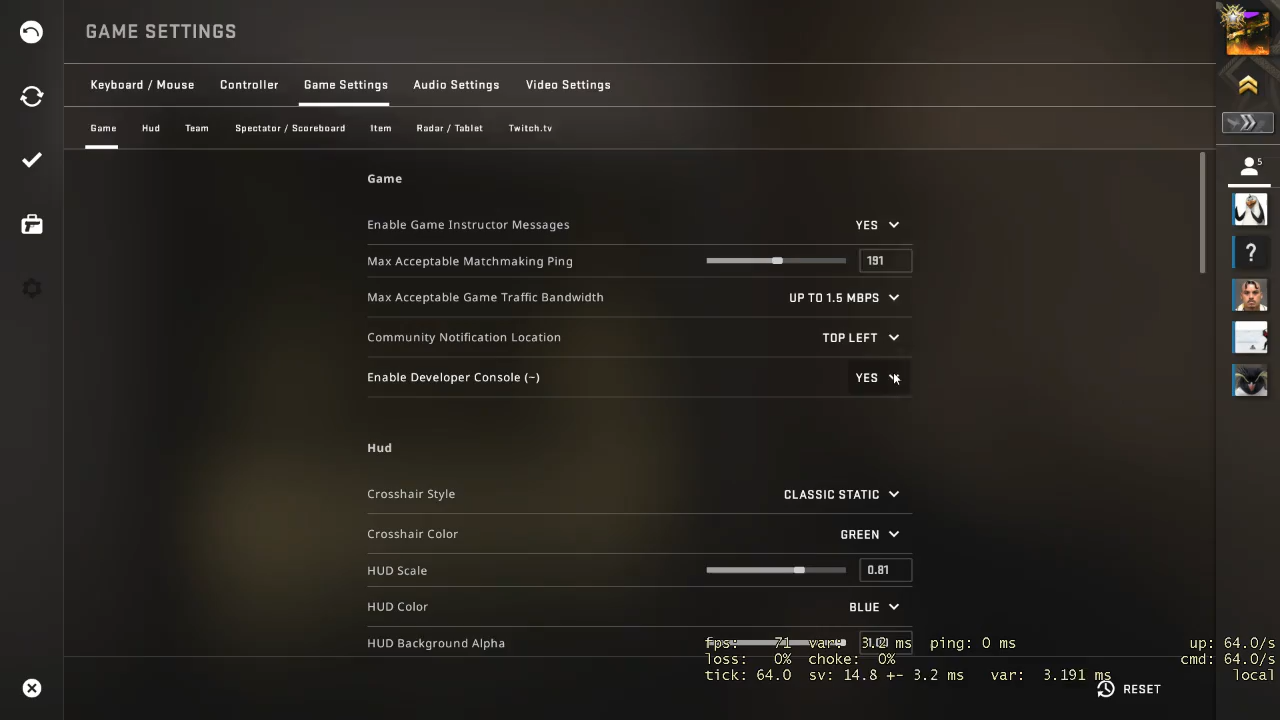 GAME SETTINGS
Keyboard / Mouse Controller Game Settings Audio Settings Video Settings
Game Hud Team Spectator / Scoreboard Item Radar / Tablet Twitch.tv
5
Game
Enable Game Instructor Messages YES
Max Acceptable Matchmaking Ping 191
Max Acceptable Game Traffic Bandwidth UP TO 1.5 MBPS
?
Community Notification Location TOP LEFT
Enable Developer Console (~) YES
Hud
Crosshair Style CLASSIC STATIC
Crosshair Color GREEN
HUD Scale 0.81
HUD Color BLUE
HUD Background Alpha
fps: 71 var: ms ping: 0 ms up: 64.0/s
loss: 0% choke: 0% cmd: 64.0/s
tick: 64.0 sv: 14.8 +- 3.2 ms var: 3.191 ms local
RESET